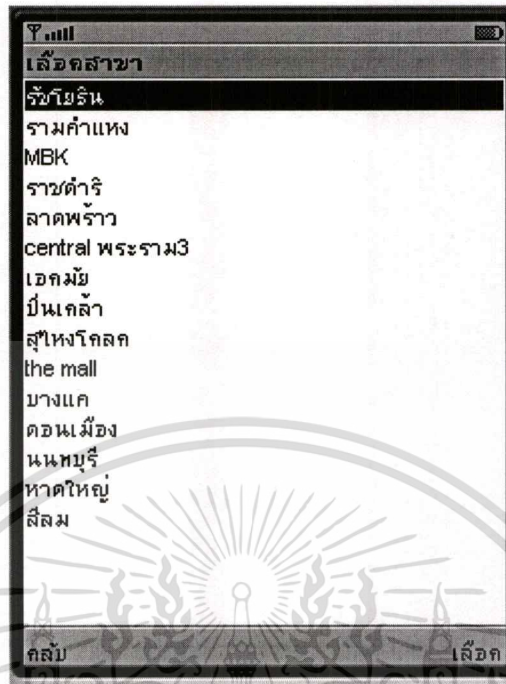 เลือกสาขา
รัชโยธิน
รามคำแหง
MBK
ราชดำริ
ลาดพร้าว
central พระราม3
เอกมัย
ปิ่นเกล้า
สุไหงโกลก
the mall
บางแค
ดอนเมือง
นนทบุรี
หาดใหญ่
สีลม
กลับ
เลือก